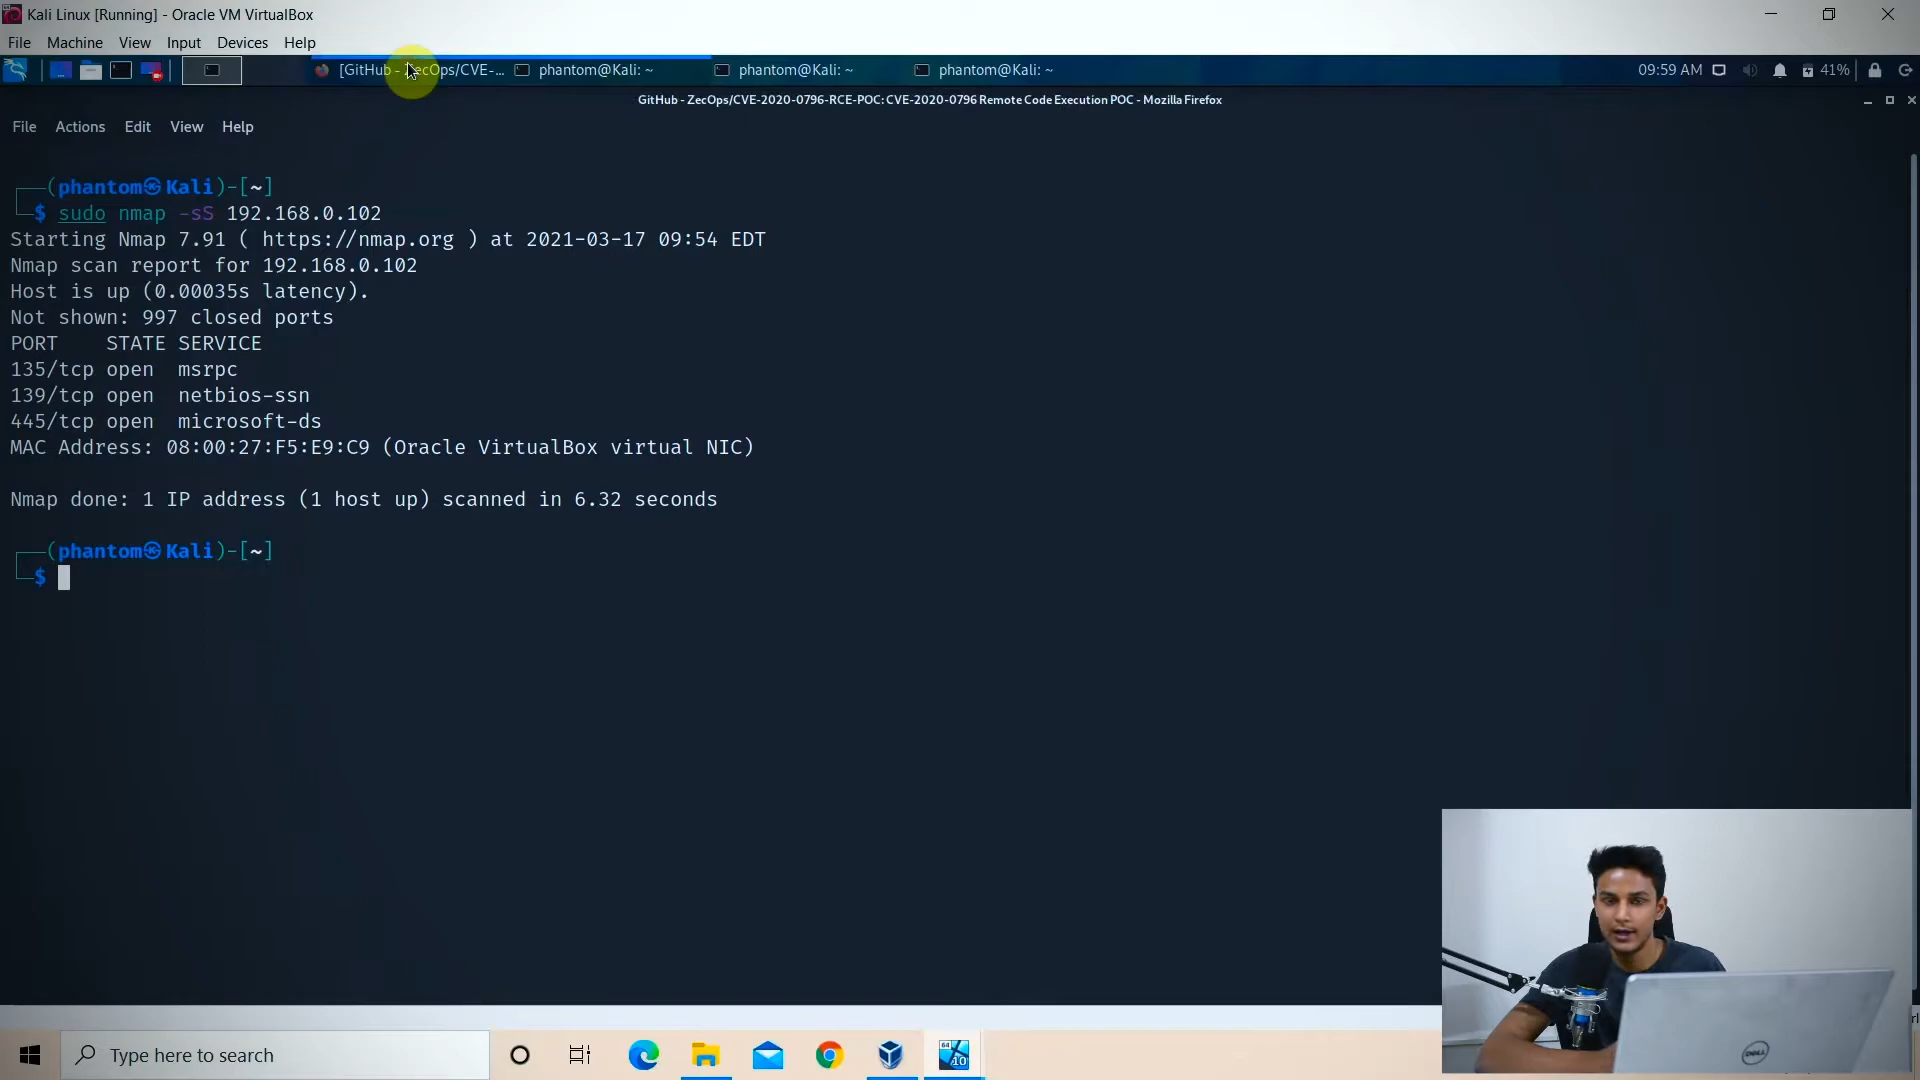 Kali Linux [Running] - Oracle VM VirtualBox
File Machine View Input Devices Help
[GitHub - ZecOps/CVE-... phantom@Kali: ~ phantom@Kali: ~ phantom@Kali: ~ 09:59 AM 41%
GitHub - ZecOps/CVE-2020-0796-RCE-POC: CVE-2020-0796 Remote Code Execution POC - Mozilla Firefox
File Actions Edit View Help
┌──(phantom㉿Kali)-[~]
└─$ sudo nmap -sS 192.168.0.102
Starting Nmap 7.91 ( https://nmap.org ) at 2021-03-17 09:54 EDT
Nmap scan report for 192.168.0.102
Host is up (0.00035s latency).
Not shown: 997 closed ports
PORT    STATE SERVICE
135/tcp open  msrpc
139/tcp open  netbios-ssn
445/tcp open  microsoft-ds
MAC Address: 08:00:27:F5:E9:C9 (Oracle VirtualBox virtual NIC)
Nmap done: 1 IP address (1 host up) scanned in 6.32 seconds
┌──(phantom㉿Kali)-[~]
└─$
DELL
Type here to search
64
10